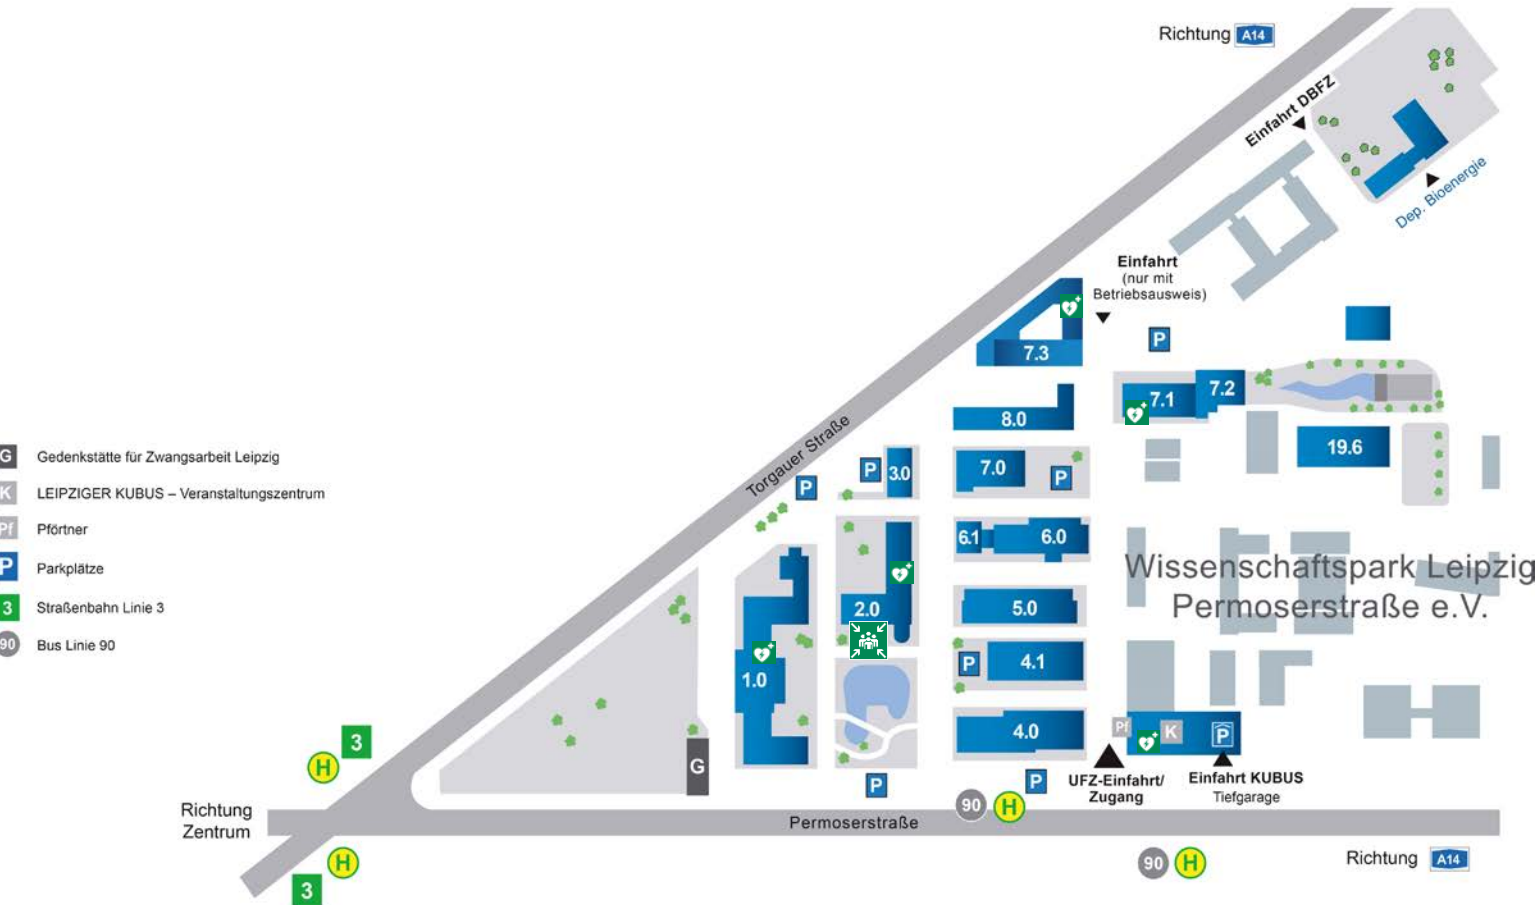 Richtung A14
Einfahrt DBFZ
Dep. Bioenergie
Einfahrt
(nur mit
Betriebsausweis)
7.3
P
7.1
7.2
8.0
19.6
Torgauer Straße
P
P
3.0
7.0
P
6.1
6.0
G Gedenkstätte für Zwangsarbeit Leipzig
K LEIPZIGER KUBUS – Veranstaltungszentrum
Pf Pförtner
P Parkplätze
3 Straßenbahn Linie 3
90 Bus Linie 90
Wissenschaftspark Leipzig
Permoserstraße e.V.
2.0
5.0
1.0
P
4.1
4.0
Pf
K
P
G
3
H
P
P
UFZ-Einfahrt/
Zugang
Einfahrt KUBUS
Tiefgarage
Richtung
Zentrum
Permoserstraße
90
H
H
3
90
H
Richtung A14